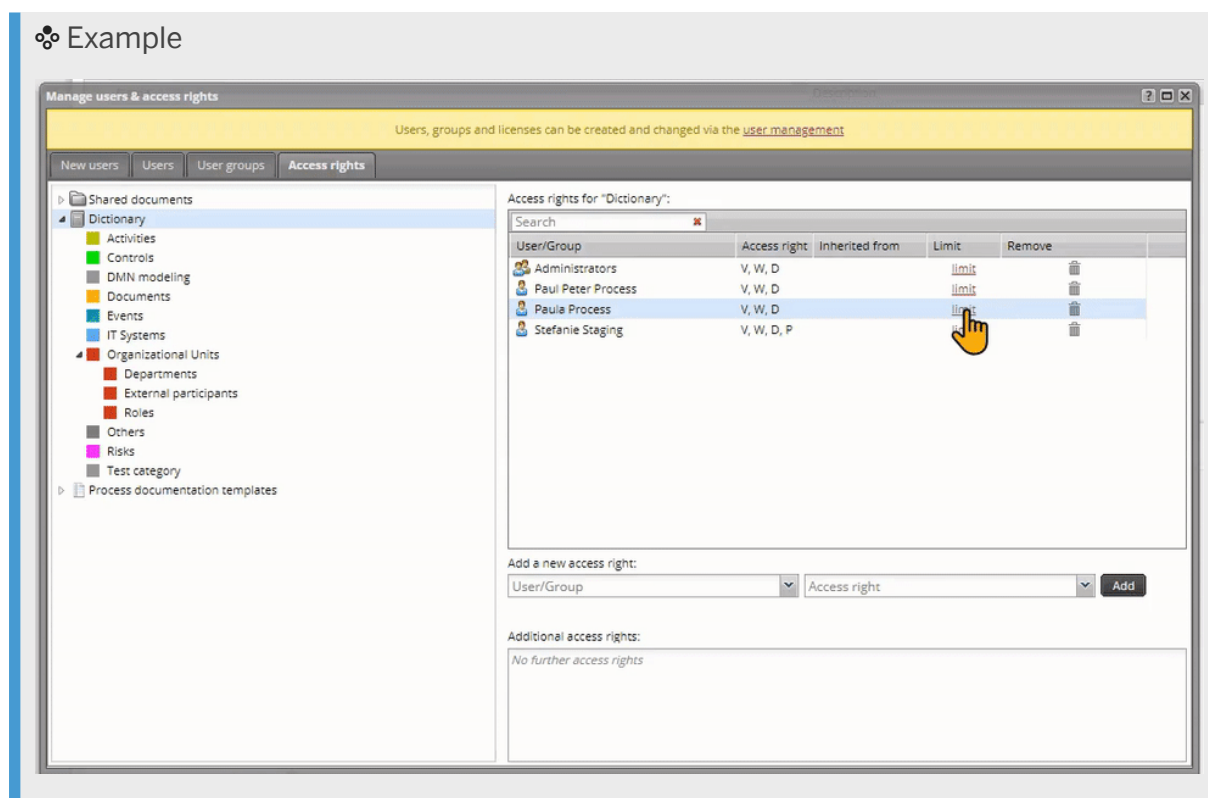 Example
Manage users & access rights
Users, groups and licenses can be created and changed via the user management
New users Users User groups Access rights
Shared documents
Dictionary
Activities
Controls
DMN modeling
Documents
Events
IT Systems
Organizational Units
Departments
External participants
Roles
Others
Risks
Test category
Process documentation templates
Access rights for "Dictionary":
Search
User/Group Access right Inherited from Limit Remove
Administrators V, W, D limit
Paul Peter Process V, W, D limit
Paula Process V, W, D limit
Stefanie Staging V, W, D, P
Add a new access right:
User/Group Access right Add
Additional access rights:
No further access rights